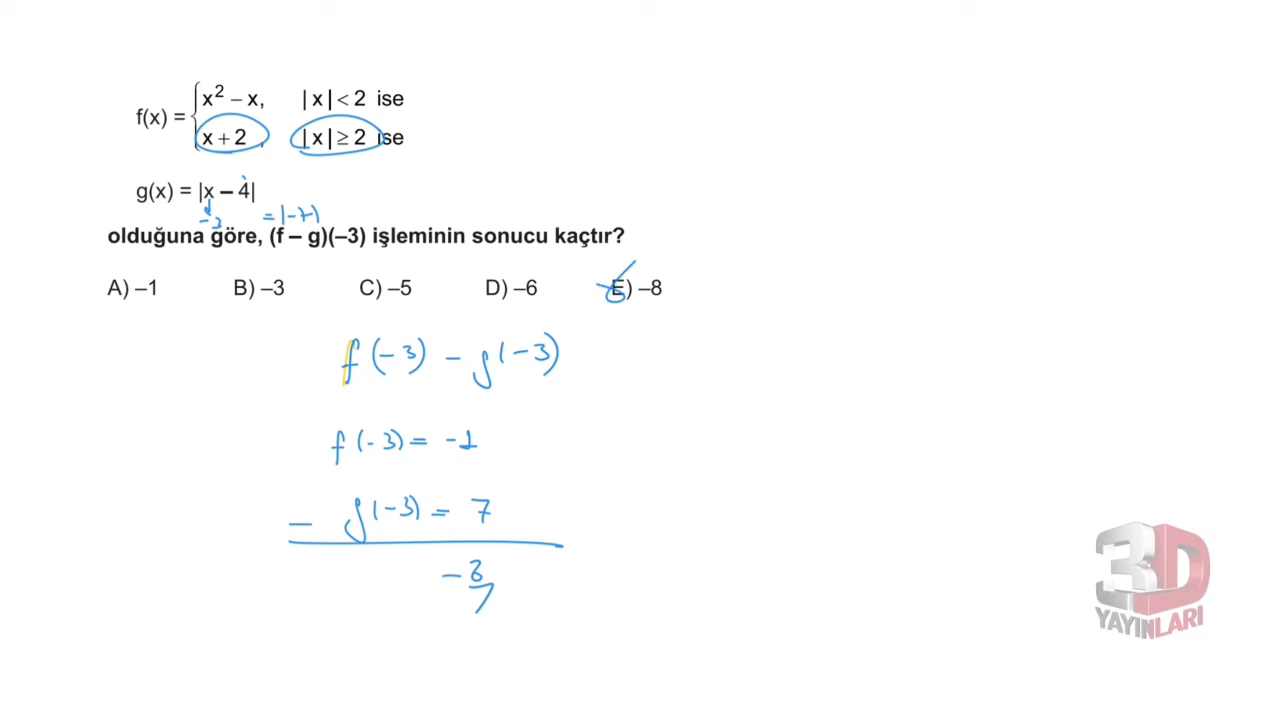 f(x) = { x² – x, |x| < 2 ise
x + 2 , |x| ≥ 2 ise
g(x) = |x – 4|
-3 = |-7|
olduğuna göre, (f – g)(–3) işleminin sonucu kaçtır?
A) –1 B) –3 C) –5 D) –6 E) –8
f(-3) - g(-3)
f(-3) = -1
- g(-3) = 7
-8
3D
YAYINLARI